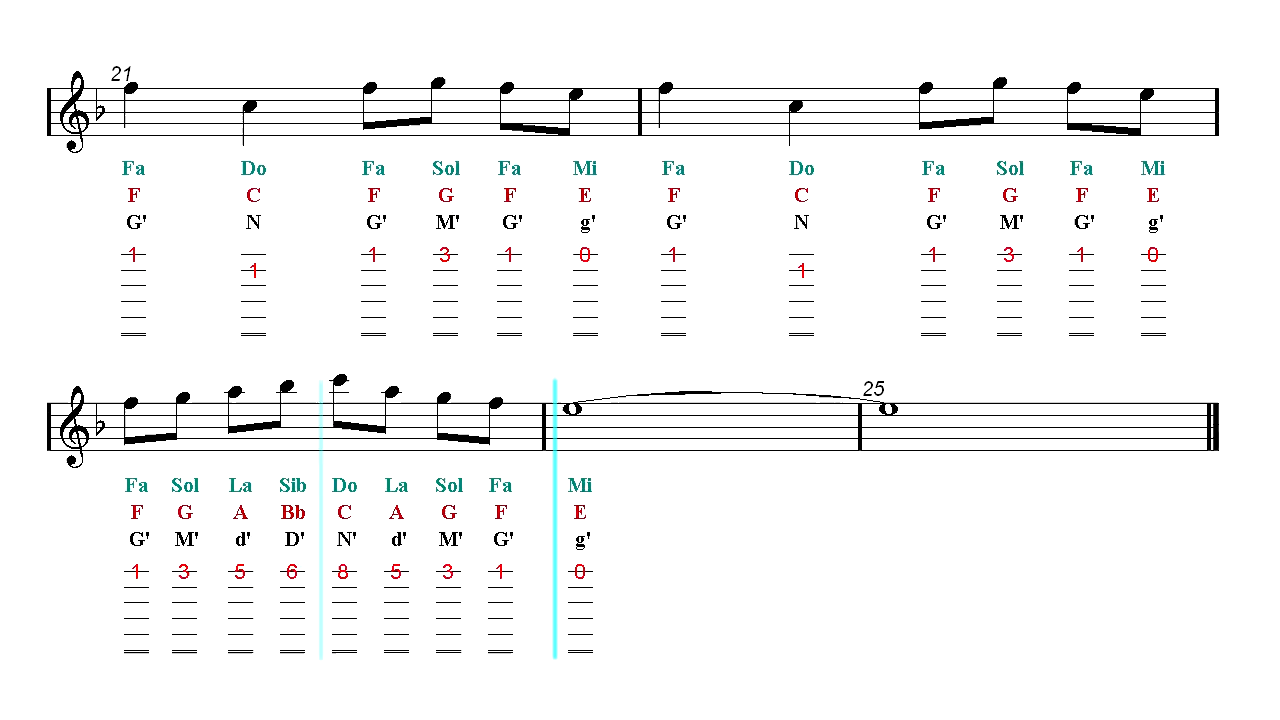 21
Fa Do Fa Sol Fa Mi Fa Do Fa Sol Fa Mi
F C F G F E F C F G F E
G' N G' M' G' g' G' N G' M' G' g'
1 1 3 1 0 1 1 3 1 0
1 1
25
Fa Sol La Sib Do La Sol Fa Mi
F G A Bb C A G F E
G' M' d' D' N' d' M' G' g'
1 3 5 6 8 5 3 1 0